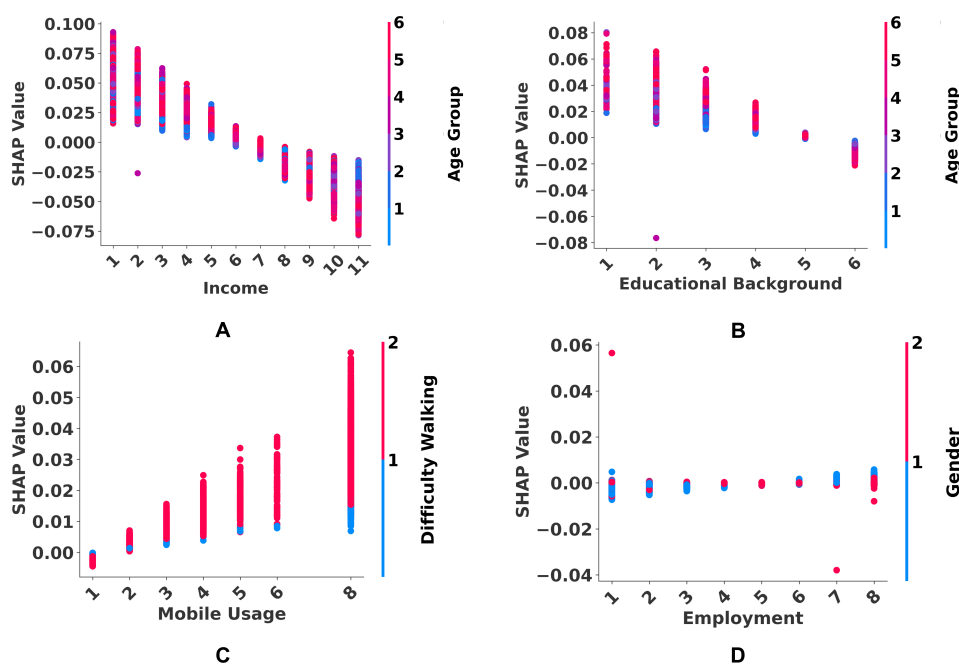 0.100
0.075
0.050
0.025
0.000
−0.025
−0.050
−0.075
SHAP Value
1 2 3 4 5 6 7 8 9 10 11
Income
6
5
4
3
2
1
Age Group
A
0.08
0.06
0.04
0.02
0.00
−0.02
−0.04
−0.06
−0.08
SHAP Value
1 2 3 4 5 6
Educational Background
6
5
4
3
2
1
Age Group
B
0.06
0.05
0.04
0.03
0.02
0.01
0.00
SHAP Value
1 2 3 4 5 6 8
Mobile Usage
2
1
Difficulty Walking
C
0.06
0.04
0.02
0.00
−0.02
−0.04
SHAP Value
1 2 3 4 5 6 7 8
Employment
2
1
Gender
D